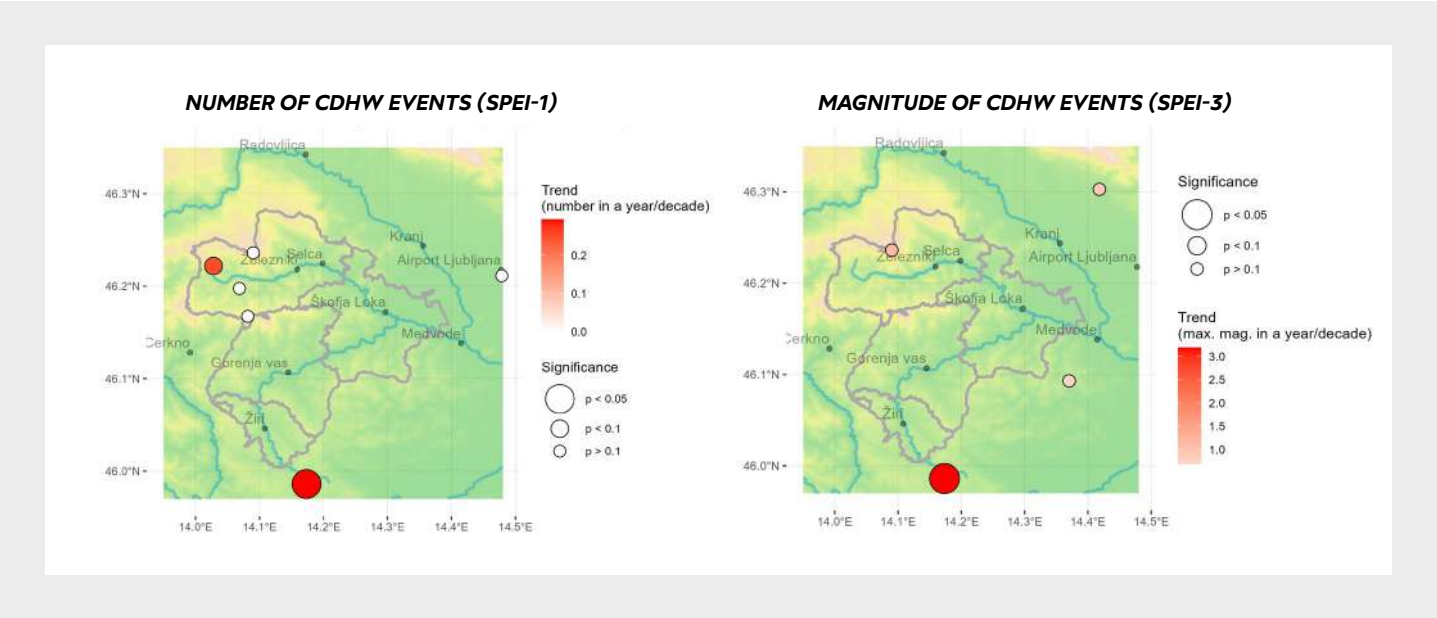 NUMBER OF CDHW EVENTS (SPEI-1)
Radovljica
46.3°N
46.2°N
46.1°N
46.0°N
Kranj
Selca
Železniki
Airport Ljubljana
Škofja Loka
Medvode
Cerkno
Gorenja vas
Žiri
14.0°E 14.1°E 14.2°E 14.3°E 14.4°E 14.5°E
Trend
(number in a year/decade)
0.2
0.1
0.0
Significance
p < 0.05
p < 0.1
p > 0.1
MAGNITUDE OF CDHW EVENTS (SPEI-3)
Radovljica
46.3°N
46.2°N
46.1°N
46.0°N
Kranj
Selca
Železniki
Airport Ljubljana
Škofja Loka
Medvode
Cerkno
Gorenja vas
Žiri
14.0°E 14.1°E 14.2°E 14.3°E 14.4°E 14.5°E
Significance
p < 0.05
p < 0.1
p > 0.1
Trend
(max. mag. in a year/decade)
3.0
2.5
2.0
1.5
1.0